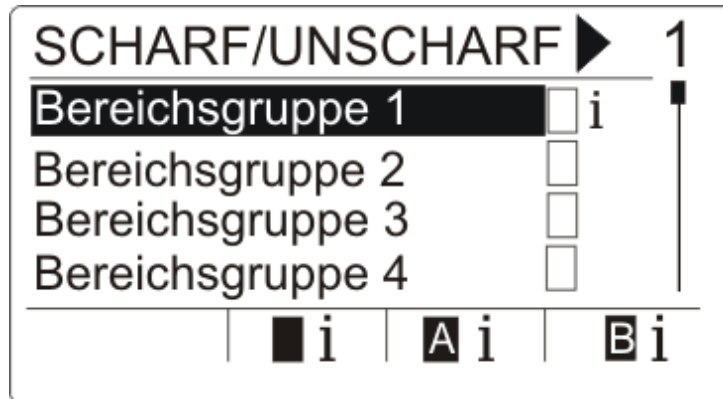 SCHARF/UNSCHARF 1
Bereichsgruppe 1 i
Bereichsgruppe 2
Bereichsgruppe 3
Bereichsgruppe 4
i A i B i